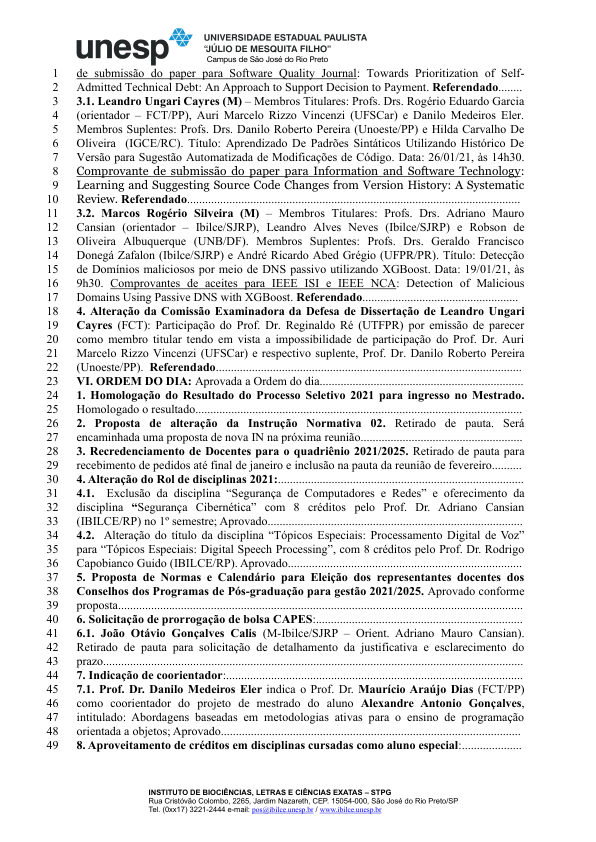 unesp
UNIVERSIDADE ESTADUAL PAULISTA
“JÚLIO DE MESQUITA FILHO”
Campus de São José do Rio Preto
1 de submissão do paper para Software Quality Journal: Towards Prioritization of Self-
2 Admitted Technical Debt: An Approach to Support Decision to Payment. Referendado........
3 3.1. Leandro Ungari Cayres (M) – Membros Titulares: Profs. Drs. Rogério Eduardo Garcia
4 (orientador – FCT/PP), Auri Marcelo Rizzo Vincenzi (UFSCar) e Danilo Medeiros Eler.
5 Membros Suplentes: Profs. Drs. Danilo Roberto Pereira (Unoeste/PP) e Hilda Carvalho De
6 Oliveira (IGCE/RC). Título: Aprendizado De Padrões Sintáticos Utilizando Histórico De
7 Versão para Sugestão Automatizada de Modificações de Código. Data: 26/01/21, às 14h30.
8 Comprovante de submissão do paper para Information and Software Technology:
9 Learning and Suggesting Source Code Changes from Version History: A Systematic
10 Review. Referendado................................................................................................................
11 3.2. Marcos Rogério Silveira (M) – Membros Titulares: Profs. Drs. Adriano Mauro
12 Cansian (orientador – Ibilce/SJRP), Leandro Alves Neves (Ibilce/SJRP) e Robson de
13 Oliveira Albuquerque (UNB/DF). Membros Suplentes: Profs. Drs. Geraldo Francisco
14 Donegá Zafalon (Ibilce/SJRP) e André Ricardo Abed Grégio (UFPR/PR). Título: Detecção
15 de Domínios maliciosos por meio de DNS passivo utilizando XGBoost. Data: 19/01/21, às
16 9h30. Comprovantes de aceites para IEEE ISI e IEEE NCA: Detection of Malicious
17 Domains Using Passive DNS with XGBoost. Referendado....................................................
18 4. Alteração da Comissão Examinadora da Defesa de Dissertação de Leandro Ungari
19 Cayres (FCT): Participação do Prof. Dr. Reginaldo Ré (UTFPR) por emissão de parecer
20 como membro titular tendo em vista a impossibilidade de participação do Prof. Dr. Auri
21 Marcelo Rizzo Vincenzi (UFSCar) e respectivo suplente, Prof. Dr. Danilo Roberto Pereira
22 (Unoeste/PP). Referendado.......................................................................................................
23 VI. ORDEM DO DIA: Aprovada a Ordem do dia....................................................................
24 1. Homologação do Resultado do Processo Seletivo 2021 para ingresso no Mestrado.
25 Homologado o resultado..............................................................................................................
26 2. Proposta de alteração da Instrução Normativa 02. Retirado de pauta. Será
27 encaminhada uma proposta de nova IN na próxima reunião......................................................
28 3. Recredenciamento de Docentes para o quadriênio 2021/2025. Retirado de pauta para
29 recebimento de pedidos até final de janeiro e inclusão na pauta da reunião de fevereiro..........
30 4. Alteração do Rol de disciplinas 2021:..................................................................................
31 4.1. Exclusão da disciplina “Segurança de Computadores e Redes” e oferecimento da
32 disciplina “Segurança Cibernética” com 8 créditos pelo Prof. Dr. Adriano Cansian
33 (IBILCE/RP) no 1º semestre; Aprovado.....................................................................................
34 4.2. Alteração do título da disciplina “Tópicos Especiais: Processamento Digital de Voz”
35 para “Tópicos Especiais: Digital Speech Processing”, com 8 créditos pelo Prof. Dr. Rodrigo
36 Capobianco Guido (IBILCE/RP). Aprovado..............................................................................
37 5. Proposta de Normas e Calendário para Eleição dos representantes docentes dos
38 Conselhos dos Programas de Pós-graduação para gestão 2021/2025. Aprovado conforme
39 proposta........................................................................................................................................
40 6. Solicitação de prorrogação de bolsa CAPES:......................................................................
41 6.1. João Otávio Gonçalves Calis (M-Ibilce/SJRP – Orient. Adriano Mauro Cansian).
42 Retirado de pauta para solicitação de detalhamento da justificativa e esclarecimento do
43 prazo............................................................................................................................................
44 7. Indicação de coorientador:....................................................................................................
45 7.1. Prof. Dr. Danilo Medeiros Eler indica o Prof. Dr. Maurício Araújo Dias (FCT/PP)
46 como coorientador do projeto de mestrado do aluno Alexandre Antonio Gonçalves,
47 intitulado: Abordagens baseadas em metodologias ativas para o ensino de programação
48 orientada a objetos; Aprovado.....................................................................................................
49 8. Aproveitamento de créditos em disciplinas cursadas como aluno especial:....................
INSTITUTO DE BIOCIÊNCIAS, LETRAS E CIÊNCIAS EXATAS – STPG
Rua Cristóvão Colombo, 2265, Jardim Nazareth, CEP. 15054-000, São José do Rio Preto/SP
Tel. (0xx17) 3221-2444 e-mail: pos@ibilce.unesp.br / www.ibilce.unesp.br